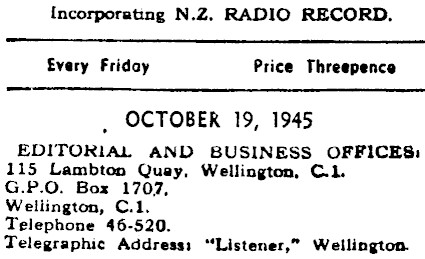 Incorporating N.Z. RADIO RECORD.
Every Friday Price Threepence
OCTOBER 19, 1945
EDITORIAL AND BUSINESS OFFICES:
115 Lambton Quay, Wellington, C.1.
G.P.O. Box 1707,
Wellington, C.1.
Telephone 46-520.
Telegraphic Address: "Listener," Wellington.